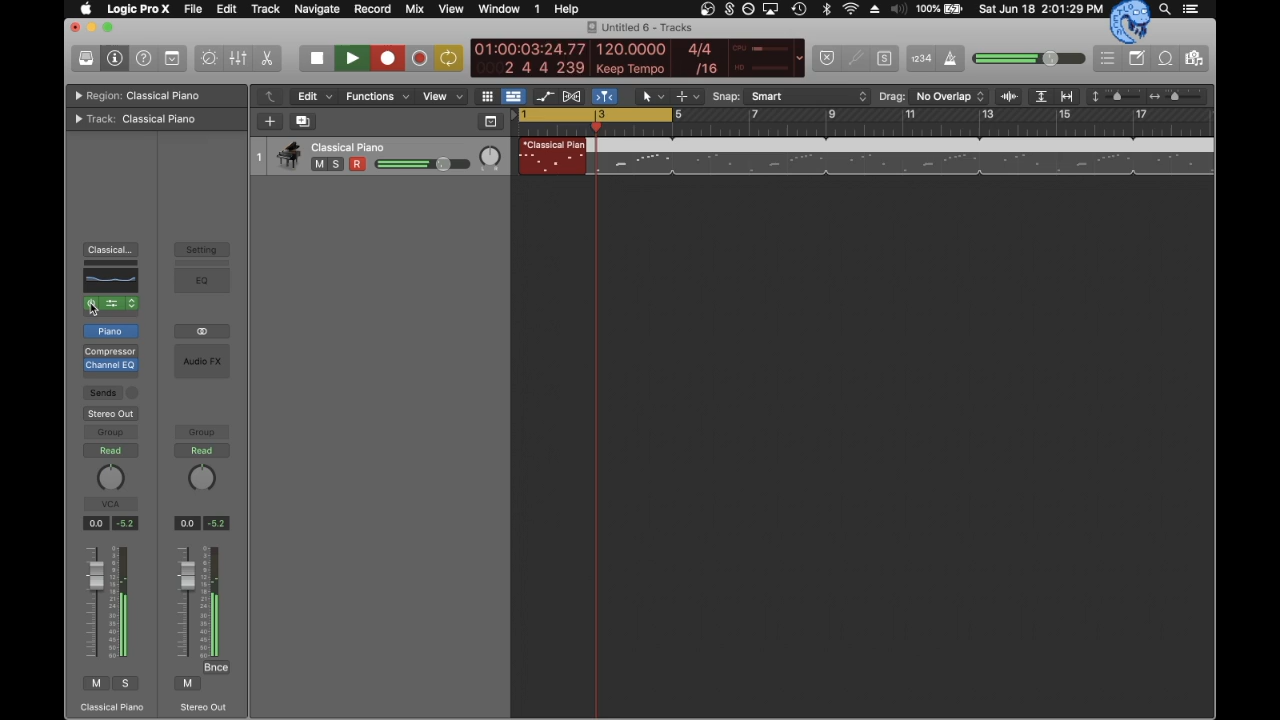 Logic Pro X File Edit Track Navigate Record Mix View Window 1 Help 100% Sat Jun 18 2:01:29 PM
Untitled 6 - Tracks
01:00:03:24.77 120.0000 4/4 CPU
0002 4 4 239 Keep Tempo /16 HD
S 1234
Region: Classical Piano
Edit Functions View Snap: Smart Drag: No Overlap
Track: Classical Piano
1 3 5 7 9 11 13 15 17
1 Classical Piano *Classical Pian
M S R
Classical... Setting
EQ
Piano
Compressor
Channel EQ Audio FX
Sends
Stereo Out
Group Group
Read Read
VCA
0.0 -5.2 0.0 -5.2
Bnce
M S M
Classical Piano Stereo Out